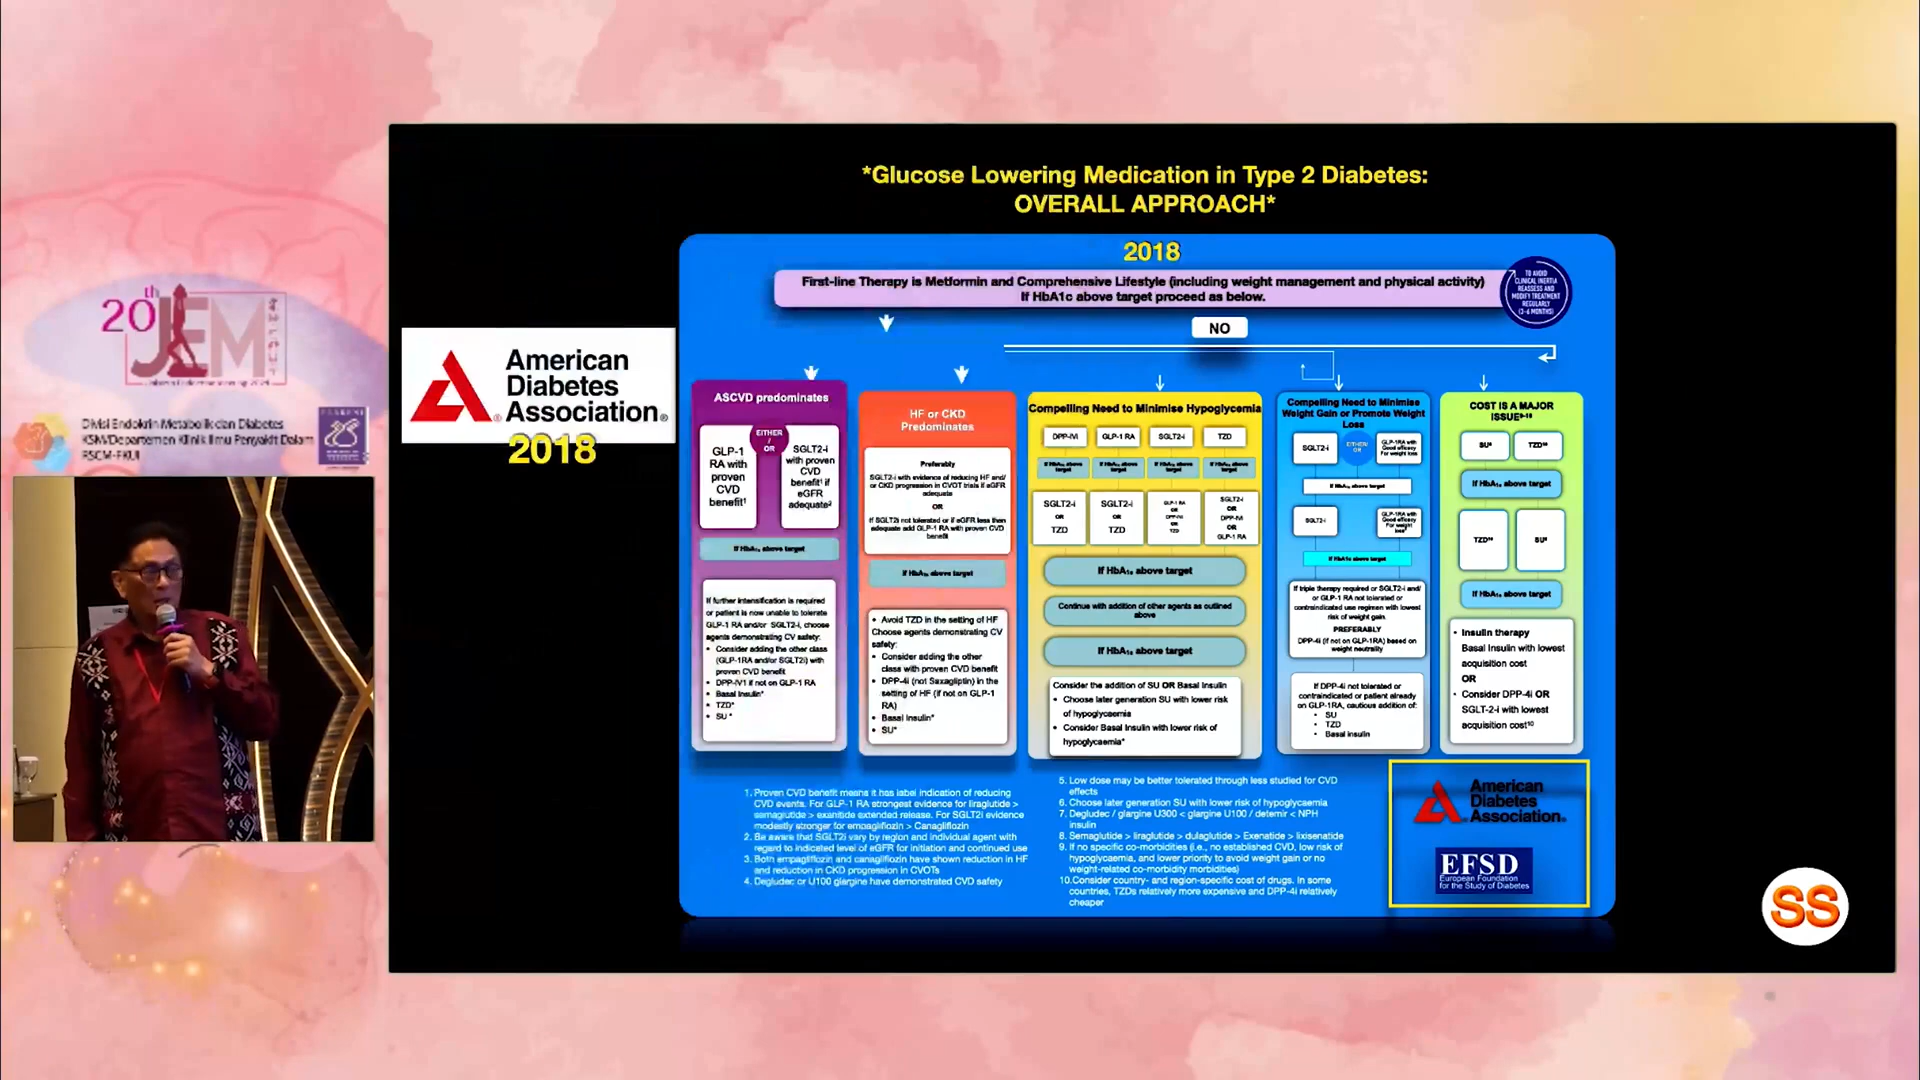 *Glucose Lowering Medication in Type 2 Diabetes:
OVERALL APPROACH*
2018
First-line Therapy is Metformin and Comprehensive Lifestyle (including weight management and physical activity)
If HbA1c above target proceed as below.
TO AVOID
CLINICAL INERTIA
REASSESS AND
MODIFY TREATMENT
REGULARLY
(3-6 MONTHS)
NO
20th
JEM
Divisi Endokrin Metabolik dan Diabetes
KSM/Departemen Klinik Ilmu Penyakit Dalam
RSCM-FKUI
American
Diabetes
Association®
2018
ASCVD predominates
EITHER
/
OR
GLP-1
RA with
proven
CVD
benefit¹
SGLT2-i
with proven
CVD
benefit¹ if
eGFR
adequate²
If HbA₁c above target
If further intensification is required
or patient is now unable to tolerate
GLP-1 RA and/or SGLT2-i, choose
agents demonstrating CV safety:
• Consider adding the other class
(GLP-1RA and/or SGLT2i) with
proven CVD benefit
• DPP-IV1 if not on GLP-1 RA
• Basal Insulin*
• TZD*
• SU *
HF or CKD
Predominates
Preferably
SGLT2-i with evidence of reducing HF and/
or CKD progression in CVOT trials if eGFR
adequate
OR
If SGLT2i not tolerated or if eGFR less then
adequate add GLP-1 RA with proven CVD
benefit
If HbA₁c above target
• Avoid TZD in the setting of HF
Choose agents demonstrating CV
safety:
• Consider adding the other
class with proven CVD benefit
• DPP-4i (not Saxagliptin) in the
setting of HF (if not on GLP-1
RA)
• Basal Insulin*
• SU*
Compelling Need to Minimise Hypoglycemia
DPP-IVi GLP-1 RA SGLT2-i TZD
If HbA₁c above target If HbA₁c above target If HbA₁c above target If HbA₁c above target
SGLT2-i
OR
TZD
SGLT2-i
OR
TZD
GLP-1 RA
OR
DPP-IVi
OR
TZD
SGLT2-i
OR
DPP-IVi
OR
GLP-1 RA
If HbA₁c above target
Continue with addition of other agents as outlined
above
If HbA₁c above target
Consider the addition of SU OR Basal Insulin
• Choose later generation SU with lower risk
of hypoglycaemia
• Consider Basal Insulin with lower risk of
hypoglycaemia*
Compelling Need to Minimise
Weight Gain or Promote Weight
Loss
SGLT2-i
EITHER/
OR
GLP-1RA with
Good efficacy
For weight loss
If HbA₁c above target
SGLT2-i
GLP-1RA with
Good efficacy
For weight
loss
If HbA1c above target
If triple therapy required or SGLT2-i and/
or GLP-1 RA not tolerated or
contraindicated use regimen with lowest
risk of weight gain.
PREFERABLY
DPP-4i (if not on GLP-1RA) based on
weight neutrality
If DPP-4i not tolerated or
contraindicated or patient already
on GLP-1RA, cautious addition of:
• SU
• TZD
• Basal insulin
COST IS A MAJOR
ISSUE⁹⁻¹⁰
SU⁶ TZD¹⁰
If HbA₁c above target
TZD¹⁰ SU⁶
If HbA₁c above target
• Insulin therapy
Basal Insulin with lowest
acquisition cost
OR
• Consider DPP-4i OR
SGLT-2-i with lowest
acquisition cost¹⁰
1. Proven CVD benefit means it has label indication of reducing
CVD events. For GLP-1 RA strongest evidence for liraglutide >
semaglutide > exanitide extended release. For SGLT2i evidence
modestly stronger for empagliflozin > Canagliflozin
2. Be aware that SGLT2i vary by region and individual agent with
regard to indicated level of eGFR for initiation and continued use
3. Both empagliflozin and canagliflozin have shown reduction in HF
and reduction in CKD progression in CVOTs
4. Degludec or U100 glargine have demonstrated CVD safety
5. Low dose may be better tolerated through less studied for CVD
effects
6. Choose later generation SU with lower risk of hypoglycaemia
7. Degludec / glargine U300 < glargine U100 / detemir < NPH
insulin
8. Semaglutide > liraglutide > dulaglutide > Exenatide > lixisenatide
9. If no specific co-morbidities (i.e., no established CVD, low risk of
hypoglycaemia, and lower priority to avoid weight gain or no
weight-related co-morbidity morbidities)
10.Consider country- and region-specific cost of drugs. In some
countries, TZDs relatively more expensive and DPP-4i relatively
cheaper
American
Diabetes
Association®
EFSD
European Foundation
for the Study of Diabetes
SS